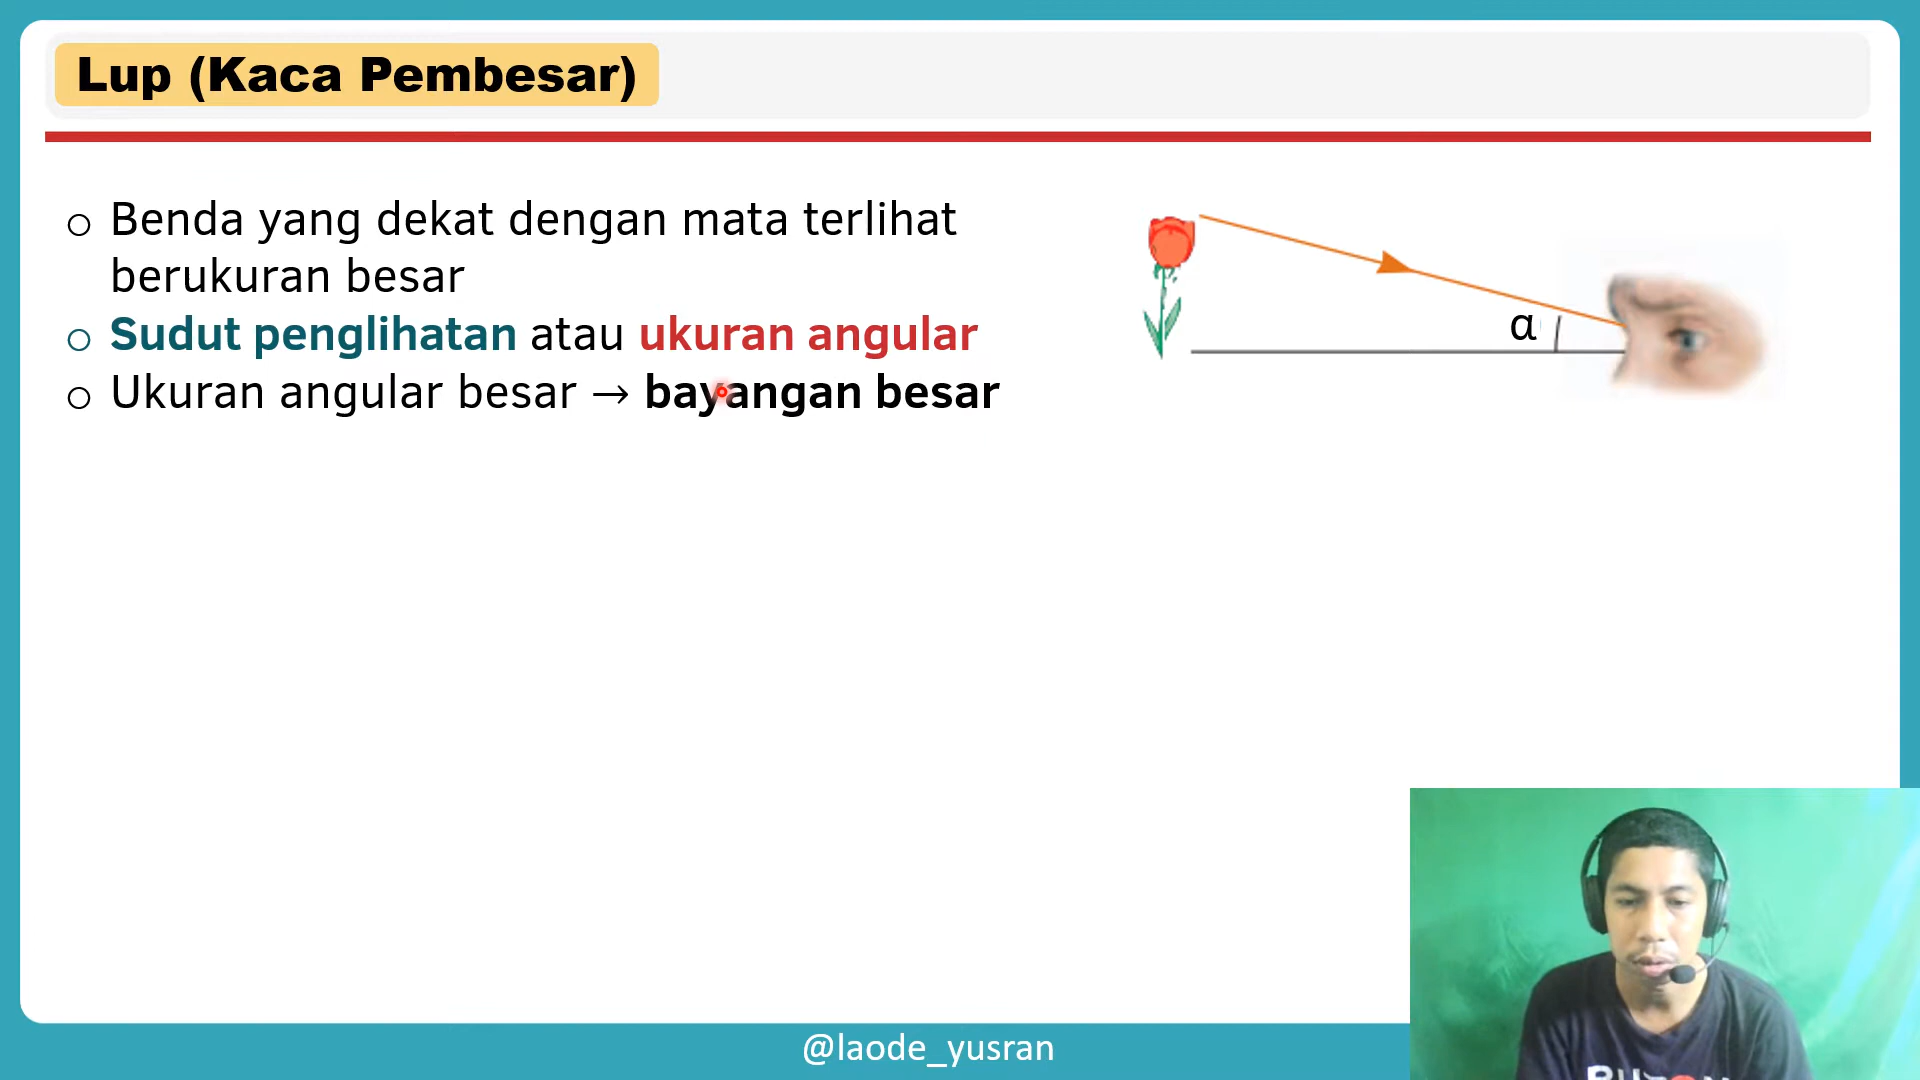 Lup (Kaca Pembesar)
○ Benda yang dekat dengan mata terlihat
berukuran besar
○ Sudut penglihatan atau ukuran angular
○ Ukuran angular besar → bayangan besar
α
@laode_yusran